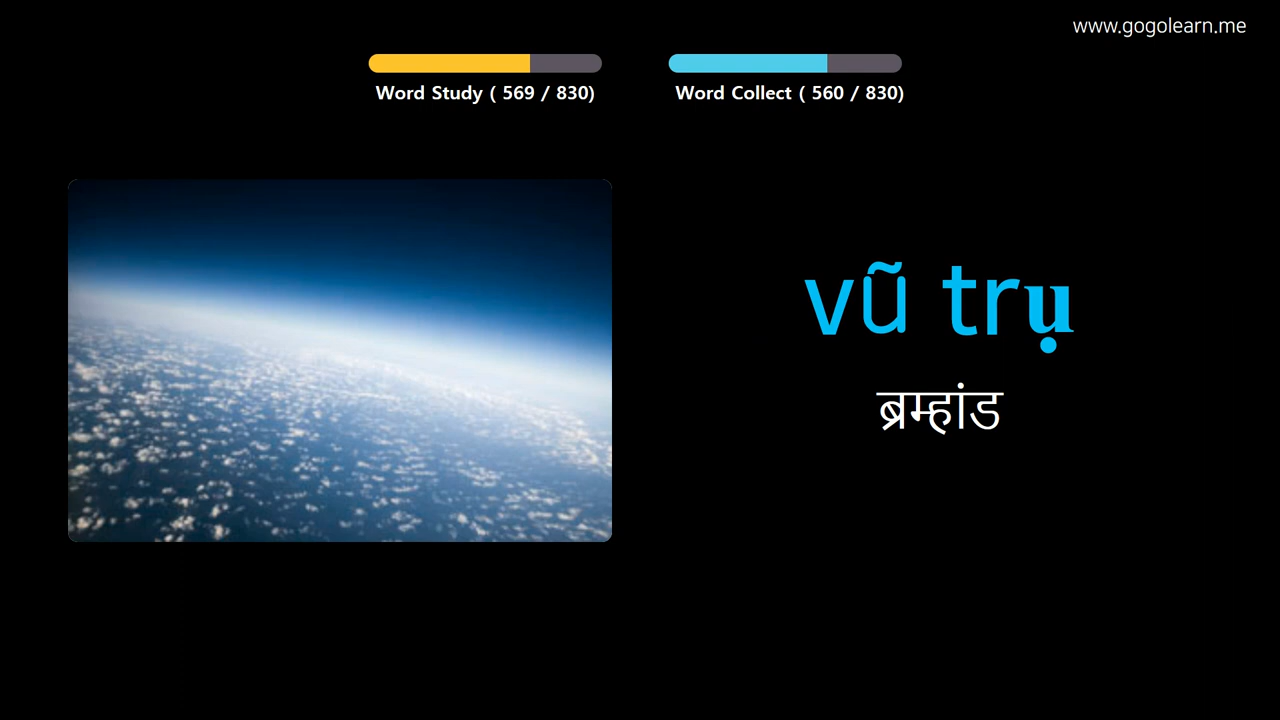 www.gogolearn.me
Word Study ( 569 / 830)
Word Collect ( 560 / 830)
vũ trụ
ब्रम्हांड